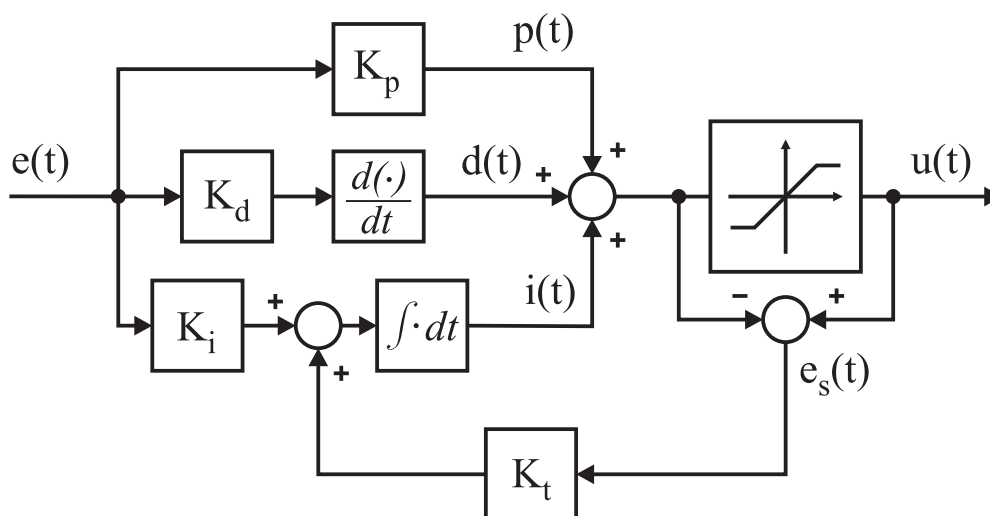 p(t)
K_p
e(t)
K_d
d(·)
dt
d(t)
+
+
+
u(t)
K_i
+
+
∫·dt
i(t)
−
+
e_s(t)
K_t